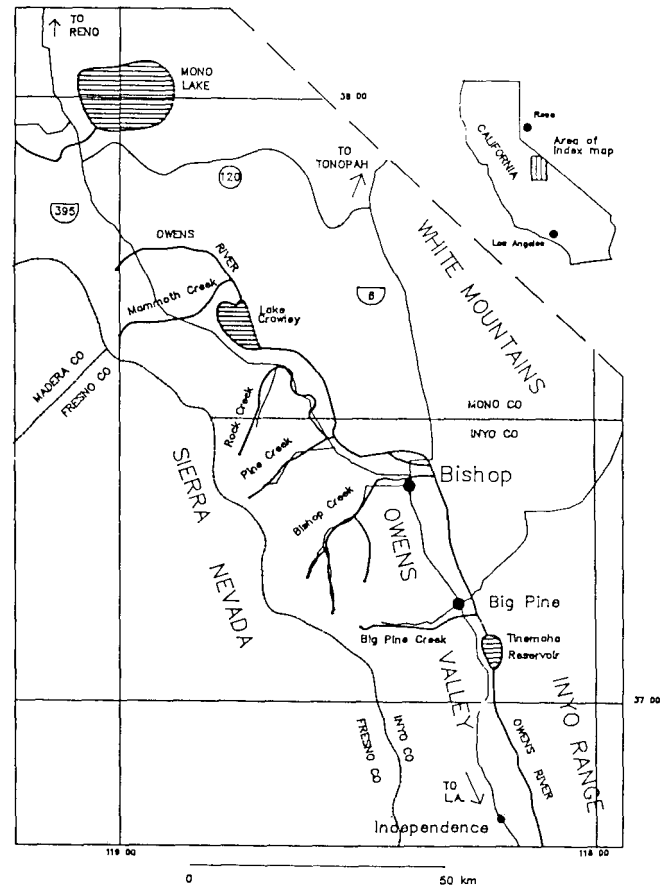 TO
RENO
MONO
LAKE
38 00
Reno
CALIFORNIA
Area of
Index map
Los Angeles
TO
TONOPAH
120
395
OWENS
RIVER
6
WHITE MOUNTAINS
Mammoth Creek
Lake
Crowley
MADERA CO
FRESNO CO
Rock Creek
MONO CO
INYO CO
Pine Creek
SIERRA
NEVADA
Bishop
Bishop Creek
OWENS
VALLEY
Big Pine
Big Pine Creek
Tinemaha
Reservoir
INYO RANGE
37 00
FRESNO CO
INYO CO
OWENS
RIVER
TO
LA
Independence
119 00
118 00
0
50 km